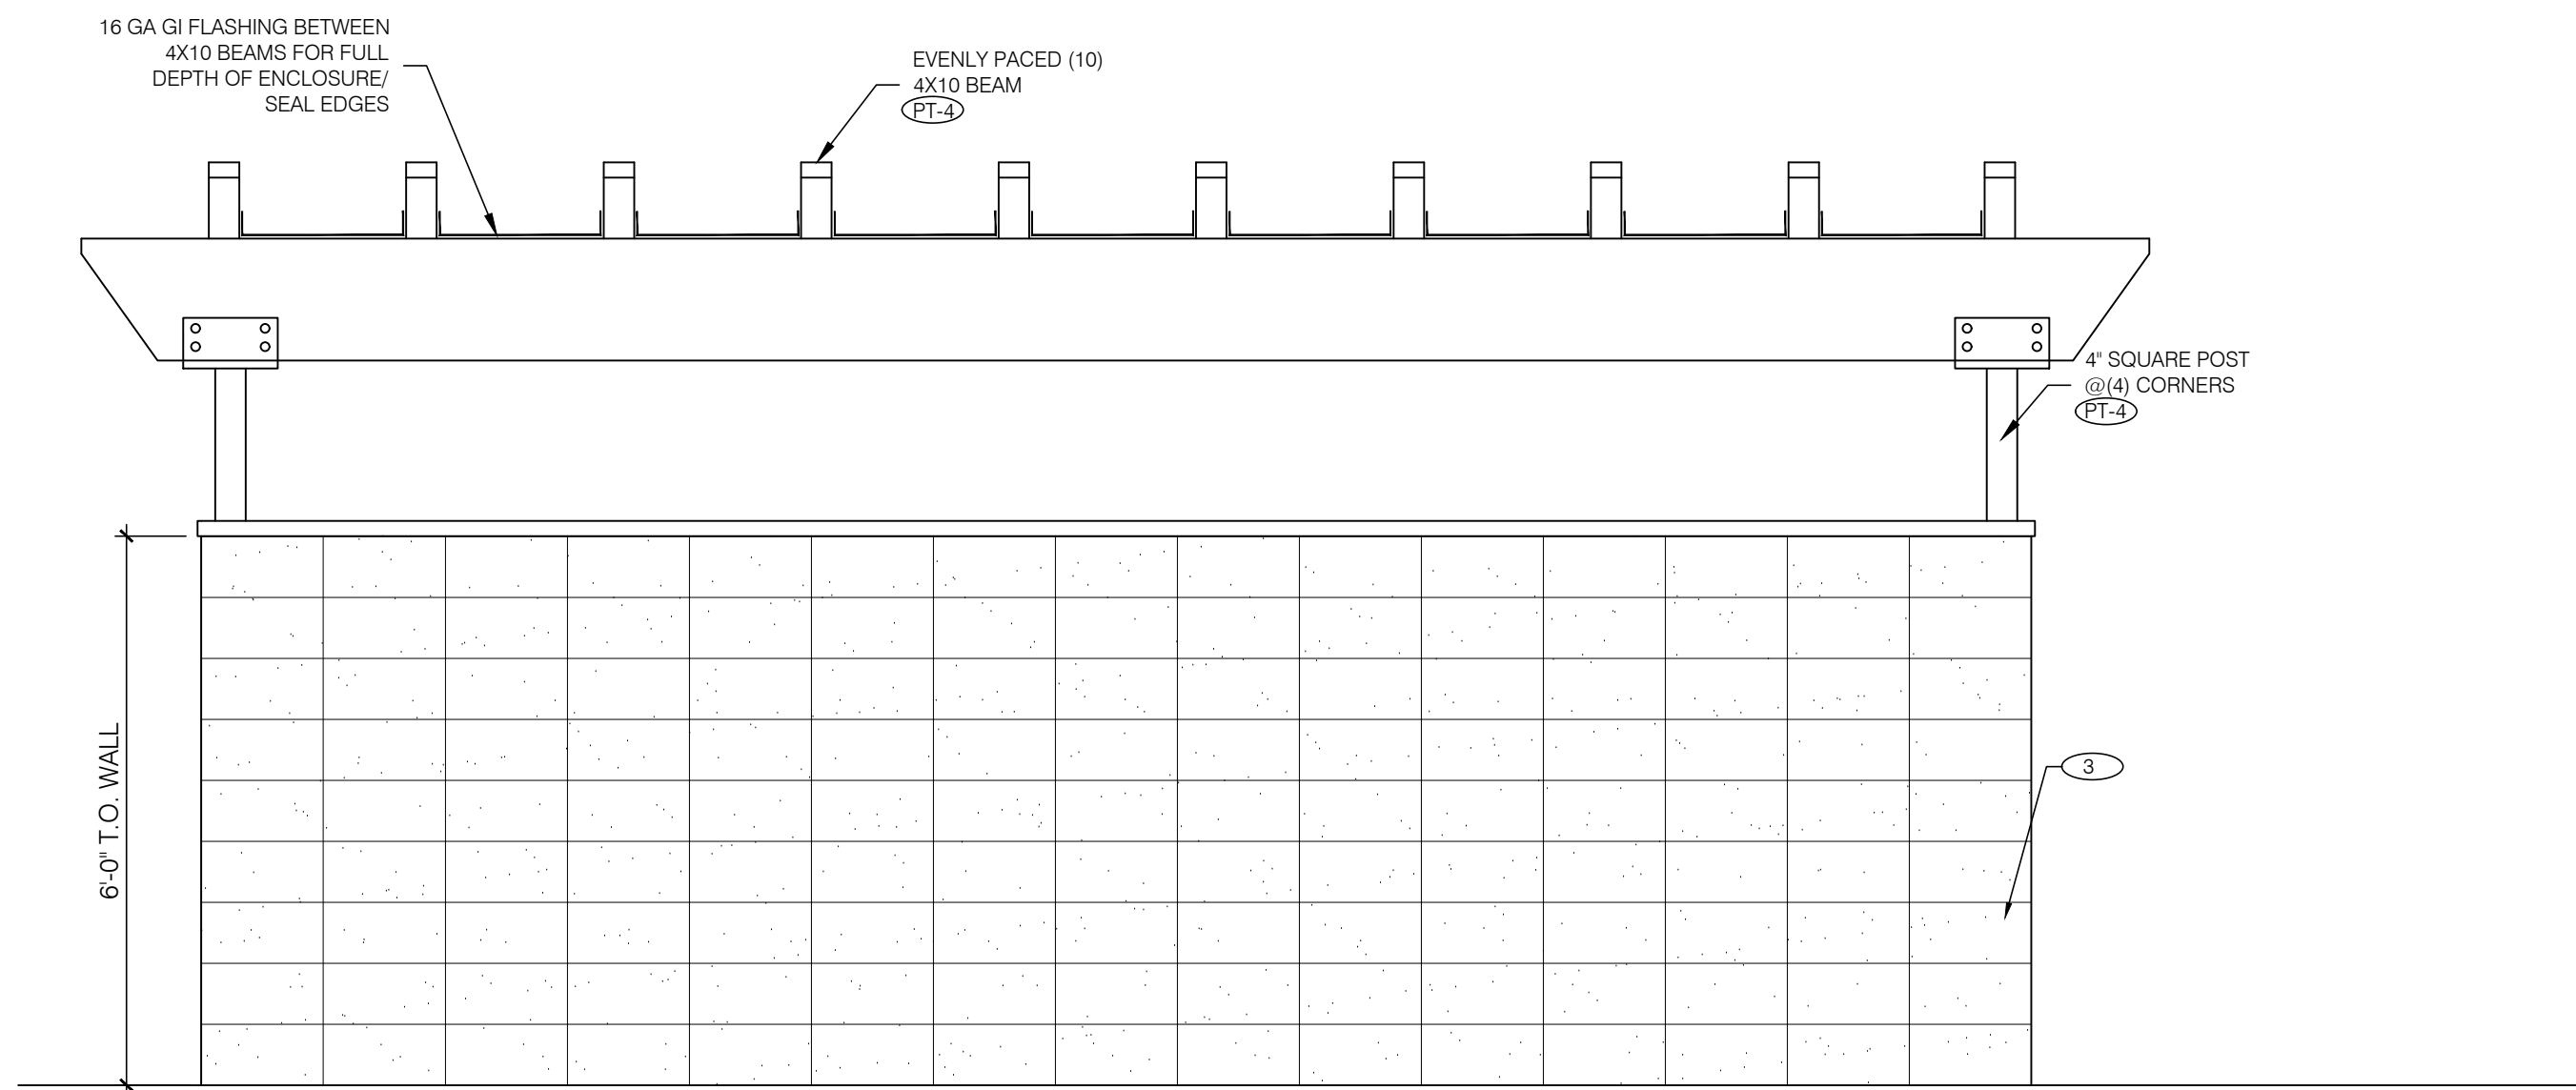 16 GA GI FLASHING BETWEEN
4X10 BEAMS FOR FULL
DEPTH OF ENCLOSURE/
SEAL EDGES
EVENLY PACED (10)
4X10 BEAM
PT-4
4" SQUARE POST
@(4) CORNERS
PT-4
6'-0" T.O. WALL
3